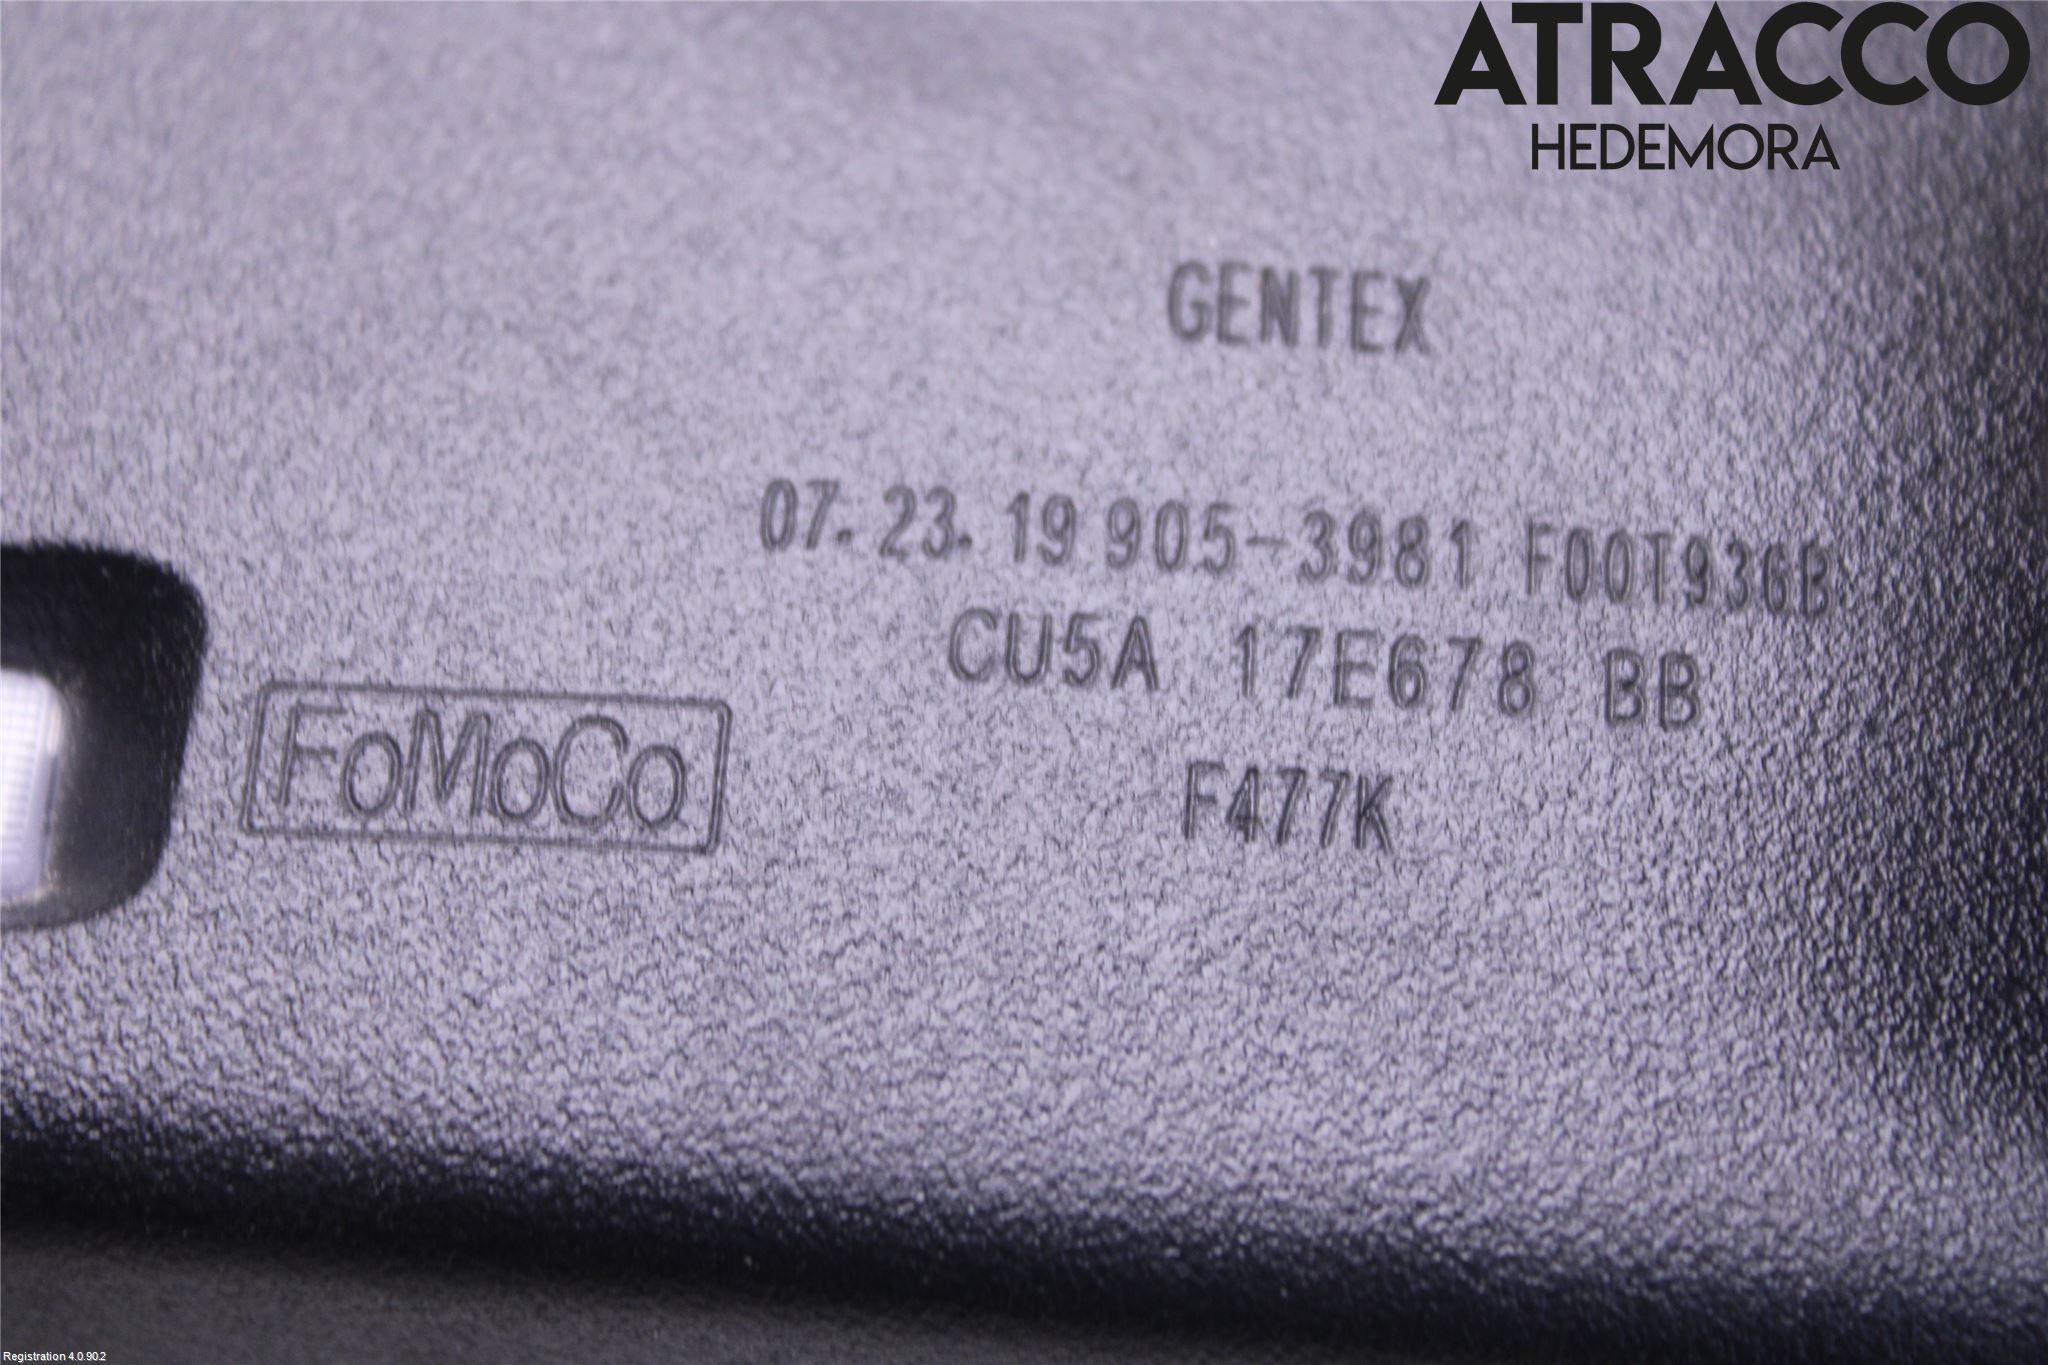 ATRACCO
HEDEMORA
GENTEX
07.23.19 905-3981 F00T936B
CU5A 17E678 BB
FoMoCo
F477K
Registration 4.0.90.2